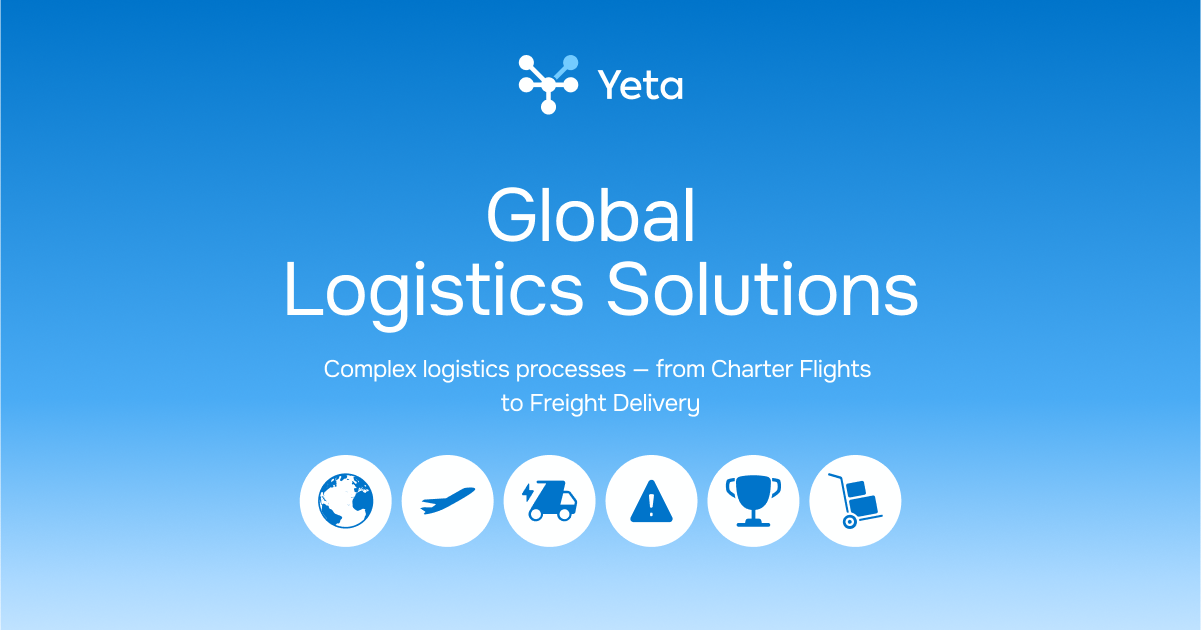 Yeta
Global
Logistics Solutions
Complex logistics processes — from Charter Flights
to Freight Delivery